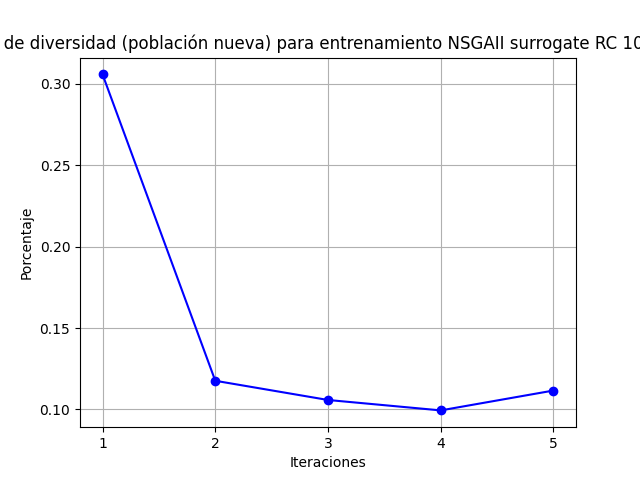 de diversidad (población nueva) para entrenamiento NSGAII surrogate RC 10
0.30
0.25
0.20
0.15
0.10
Porcentaje
1 2 3 4 5
Iteraciones